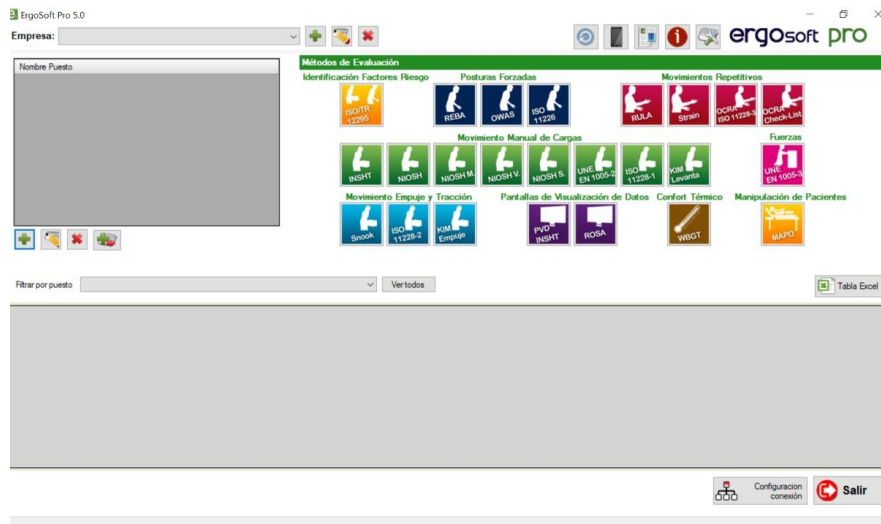 ErgoSoft Pro 5.0
Empresa:
ergosoft pro
Nombre Puesto
Métodos de Evaluación
Identificación Factores Riesgo
Posturas Forzadas
Movimientos Repetitivos
ISO/TR 12295
REBA
OWAS
ISO 11226
RULA
Strain
OCRA ISO 11228-3
OCRA Check-List
Movimiento Manual de Cargas
Fuerzas
INSHT
NIOSH
NIOSH M.
NIOSH V.
NIOSH S.
UNE EN 1005-2
ISO 11228-1
KIM Levanta
UNE EN 1005-3
Movimiento Empuje y Tracción
Pantallas de Visualización de Datos
Confort Térmico
Manipulación de Pacientes
Snook
ISO 11228-2
KIM Empuje
PVD INSHT
ROSA
WBGT
MAPO
Filtrar por puesto
Ver todos
Tabla Excel
Configuracion conexión
Salir